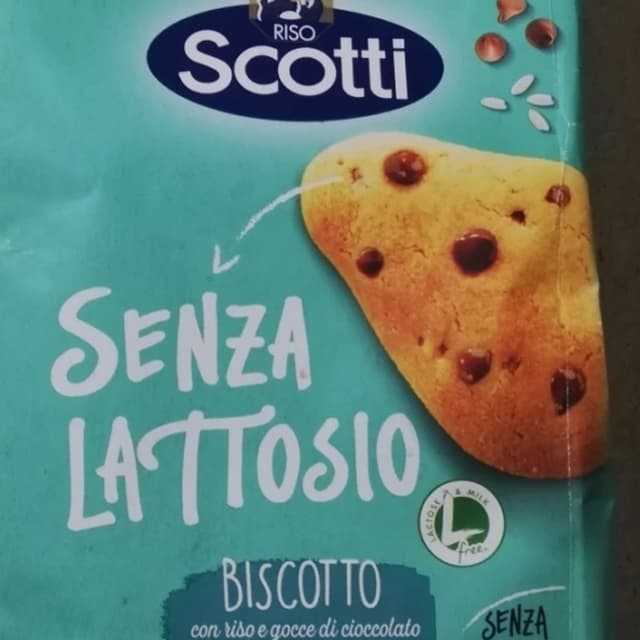 RISO
Scotti
SENZA
LATTOSIO
LACTOSE & MILK
free.
BISCOTTO
con riso e gocce di cioccolato
SENZA